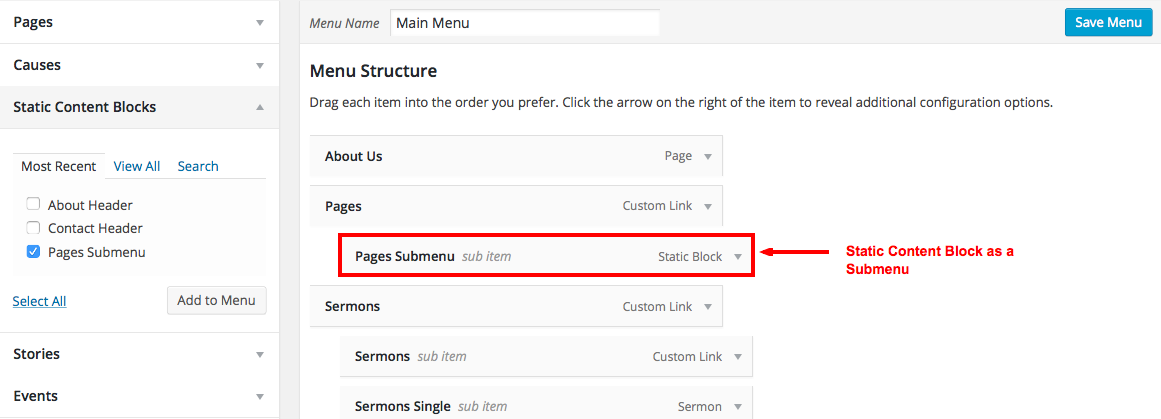 Pages
Causes
Static Content Blocks
Most Recent View All Search
About Header
Contact Header
Pages Submenu
Select All Add to Menu
Stories
Events
Menu Name Main Menu Save Menu
Menu Structure
Drag each item into the order you prefer. Click the arrow on the right of the item to reveal additional configuration options.
About Us Page
Pages Custom Link
Pages Submenu sub item Static Block
Static Content Block as a
Submenu
Sermons Custom Link
Sermons sub item Custom Link
Sermons Single sub item Sermon